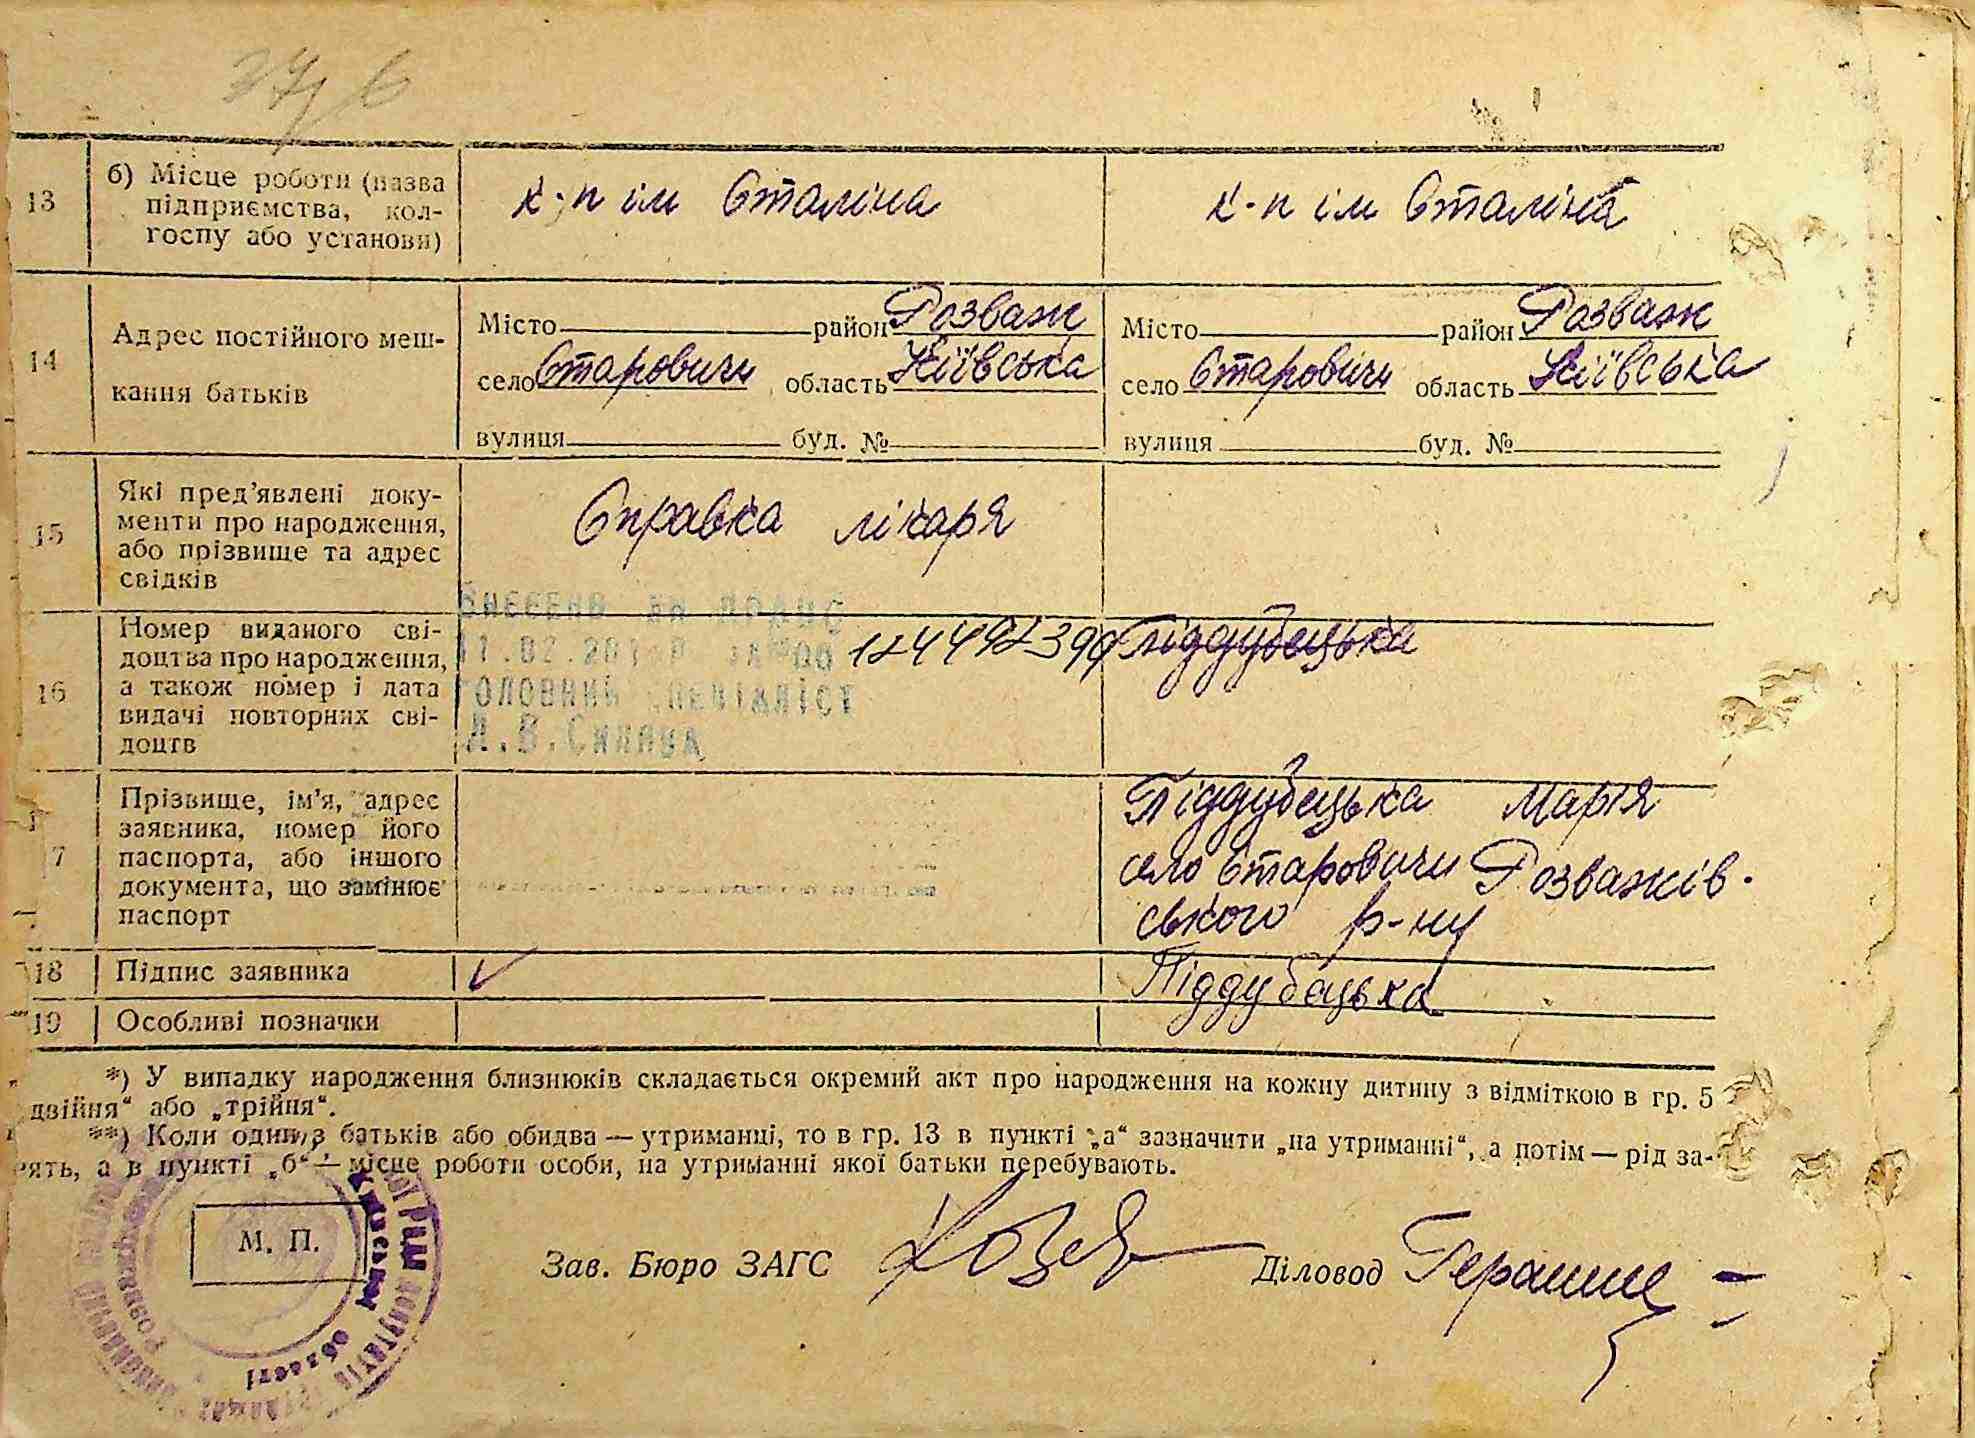 13
б) Місце роботи (назва
підприємства, кол-
госпу або установи)
к-п ім Сталіна
к-п ім Сталіна
14
Адрес постійного меш-
кання батьків
Місто район Розваж
село Старовичи область Київська
вулиця буд. №
Місто район Розваж
село Старовичи область Київська
вулиця буд. №
15
Які пред'явлені доку-
менти про народження,
або прізвище та адрес
свідків
Справка лікаря
16
Номер виданого сві-
доцтва про народження,
а також номер і дата
видачі повторних сві-
доцтв
Внесено
головний спеціаліст
Піддубецька
17
Прізвище, ім'я, адрес
заявника, номер його
паспорта, або іншого
документа, що замінює
паспорт
Піддубецька Марія
село Старовичи Розважів-
ського р-ну
18
Підпис заявника
Піддубецька
19
Особливі позначки
*) У випадку народження близнюків складається окремий акт про народження на кожну дитину з відміткою в гр. 5
двійня“ або „трійня“.
**) Коли один з батьків або обидва — утриманці, то в гр. 13 в пункті „а“ зазначити „на утриманні“, а потім — рід за-
нять, а в пункті „б“ — місце роботи особи, на утриманні якої батьки перебувають.
М. П.
Київської області
Зав. Бюро ЗАГС
Діловод